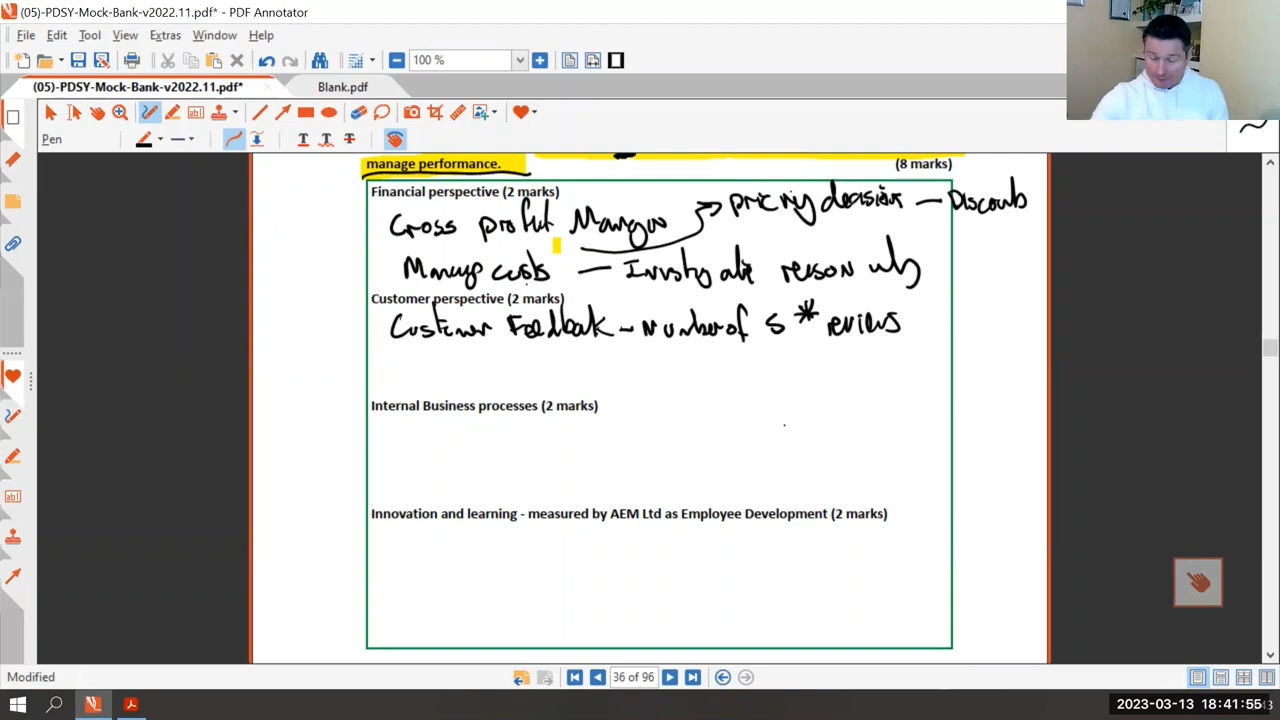 (05)-PDSY-Mock-Bank-v2022.11.pdf* - PDF Annotator
File Edit Tool View Extras Window Help
100 %
(05)-PDSY-Mock-Bank-v2022.11.pdf* Blank.pdf
Pen
manage performance. (8 marks)
Financial perspective (2 marks)
Gross profit Margin → pricing decisions — Discounts
Manage costs — Investigate reason why
Customer perspective (2 marks)
Customer Feedback - number of 5 * reviews
Internal Business processes (2 marks)
Innovation and learning - measured by AEM Ltd as Employee Development (2 marks)
Modified 36 of 96
2023-03-13 18:41:55